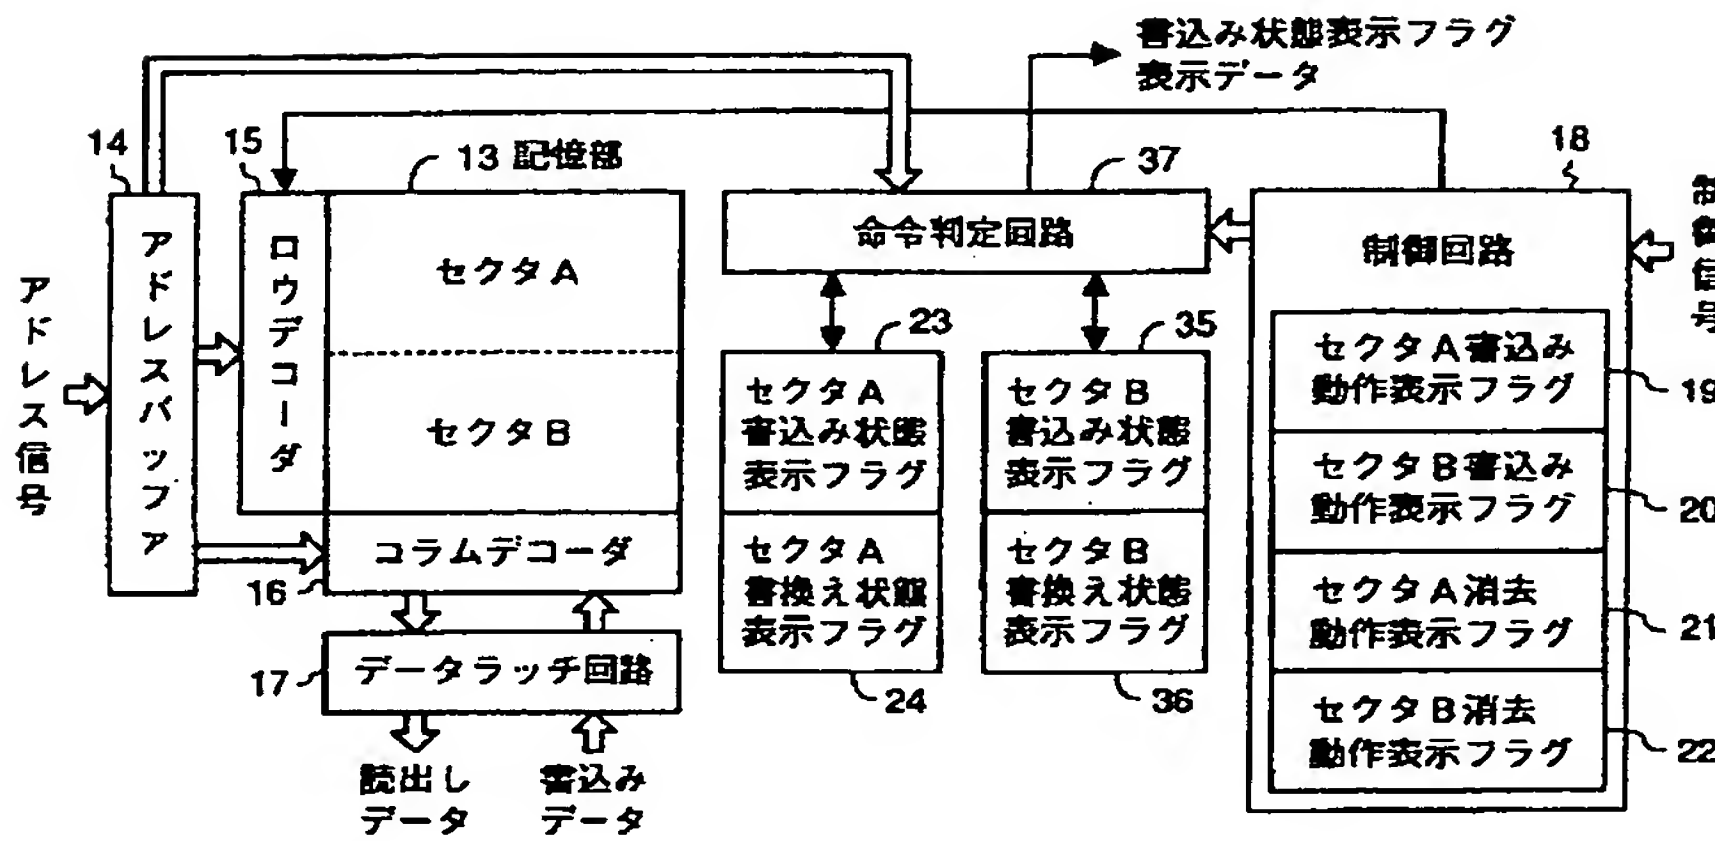 書込み状態表示フラグ
表示データ
14
15
13 記憶部
37
18
アドレス信号
アドレスバッファ
ロウデコーダ
セクタA
セクタB
命令判定回路
制御回路
制御信号
23
35
セクタA
書込み状態
表示フラグ
セクタB
書込み状態
表示フラグ
セクタA書込み
動作表示フラグ
19
セクタB書込み
動作表示フラグ
20
コラムデコーダ
16
セクタA
書換え状態
表示フラグ
セクタB
書換え状態
表示フラグ
セクタA消去
動作表示フラグ
21
データラッチ回路
17
24
36
セクタB消去
動作表示フラグ
22
読出し
データ
書込み
データ